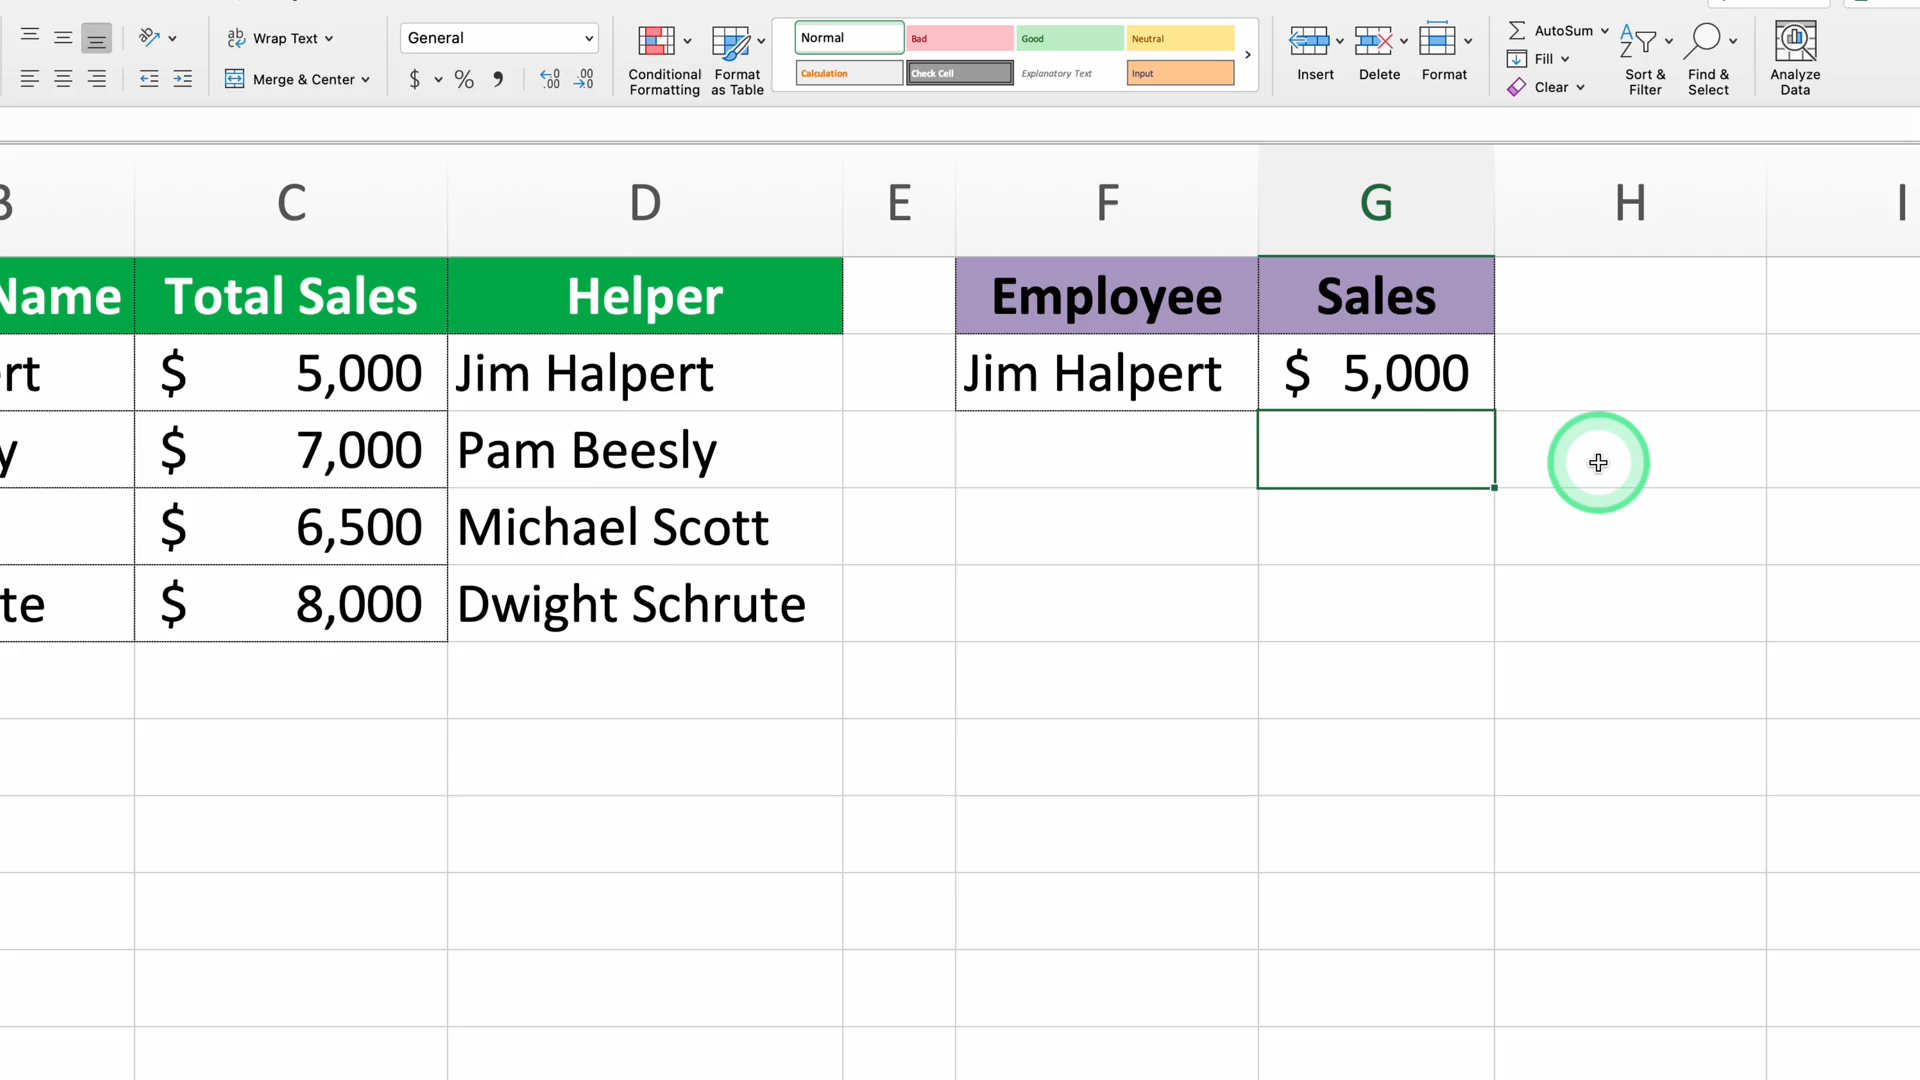 Wrap Text
General
Merge & Center
$ % 9
Conditional
Formatting
Format
as Table
Normal Bad Good Neutral
Calculation Check Cell Explanatory Text Input
Insert Delete Format
AutoSum
Fill
Clear
Sort &
Filter
Find &
Select
Analyze
Data
B C D E F G H I
Name Total Sales Helper Employee Sales
rt $ 5,000 Jim Halpert Jim Halpert $ 5,000
y $ 7,000 Pam Beesly
$ 6,500 Michael Scott
te $ 8,000 Dwight Schrute